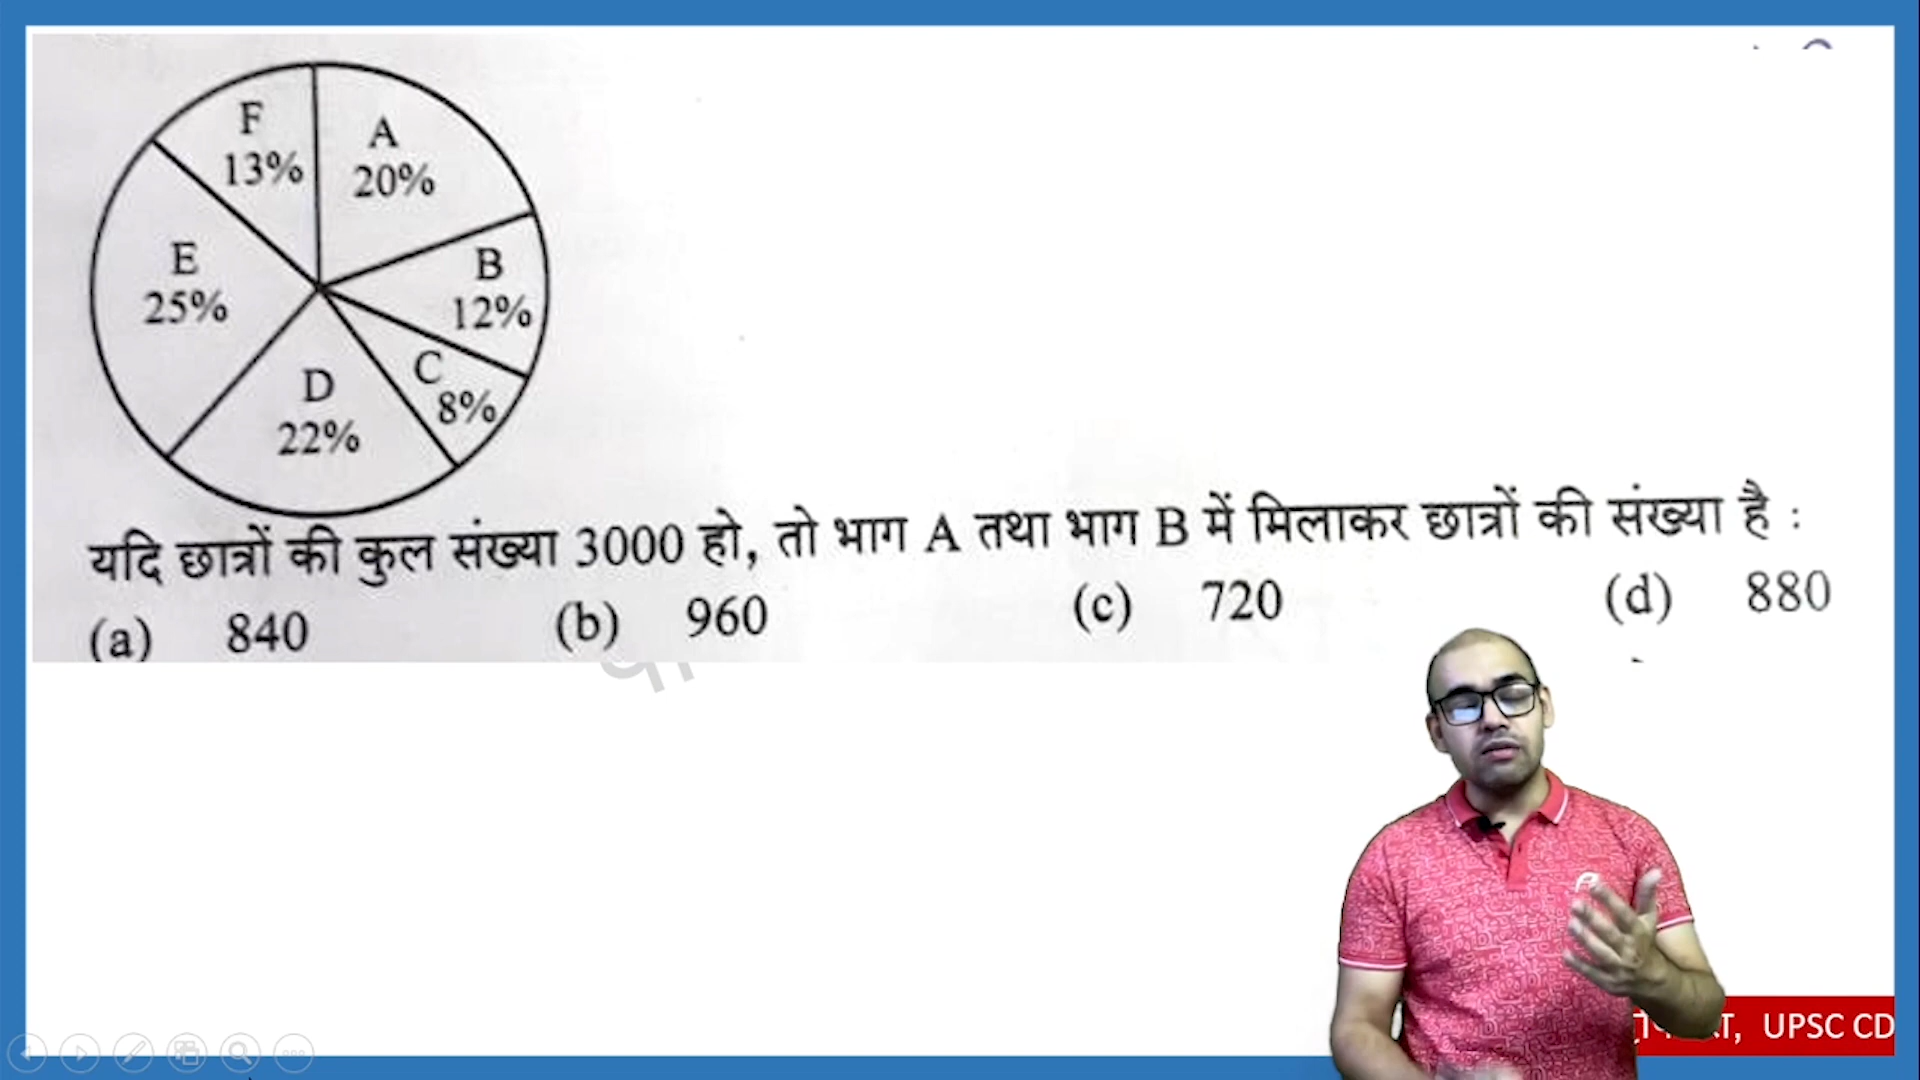 F
13%
A
20%
E
25%
B
12%
C
8%
D
22%
यदि छात्रों की कुल संख्या 3000 हो, तो भाग A तथा भाग B में मिलाकर छात्रों की संख्या है :
(a) 840 (b) 960 (c) 720 (d) 880
UPSC CD